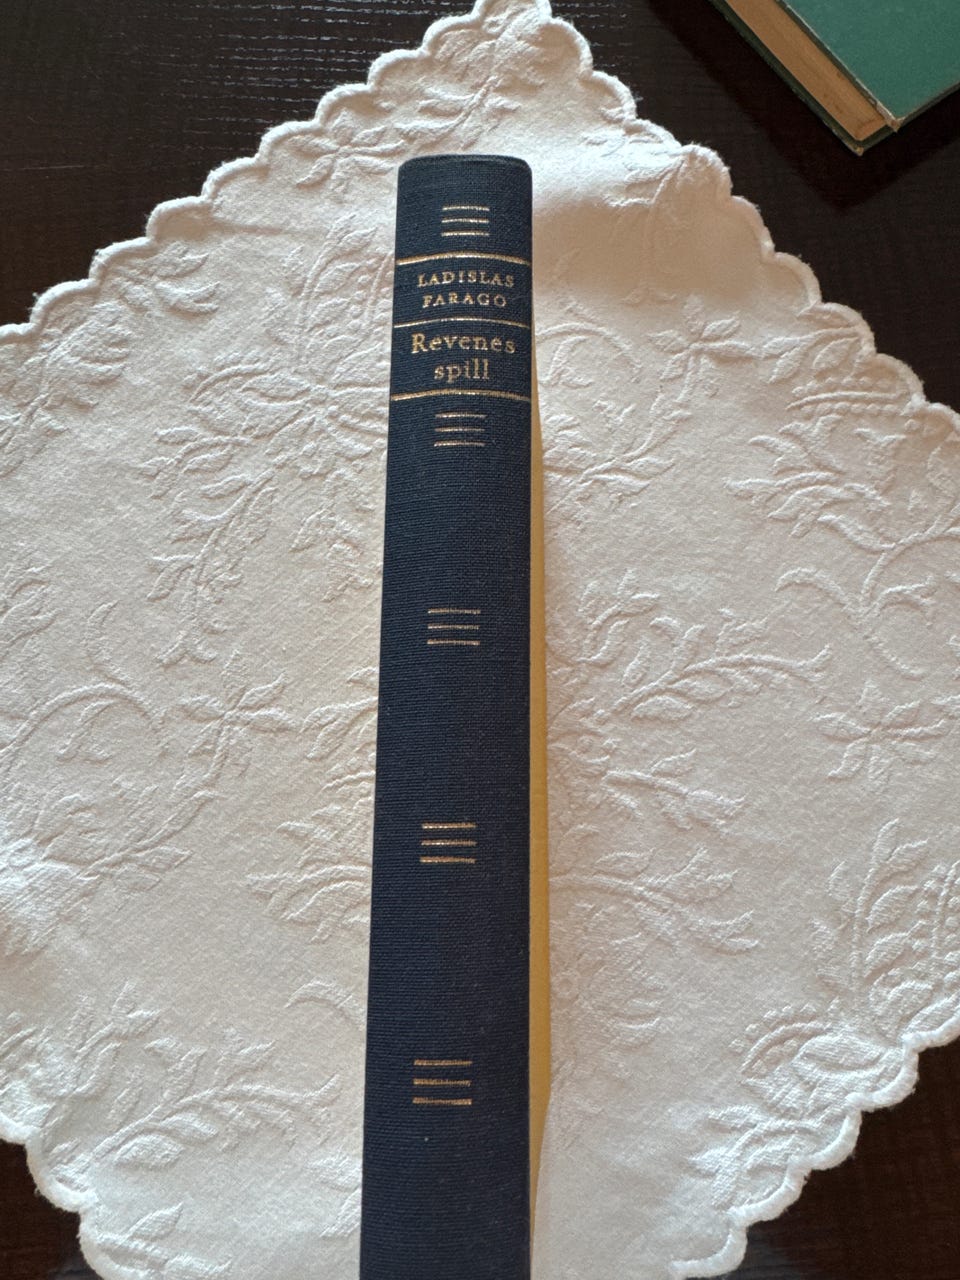 LADISLAS
FARAGO
Revenes
spill